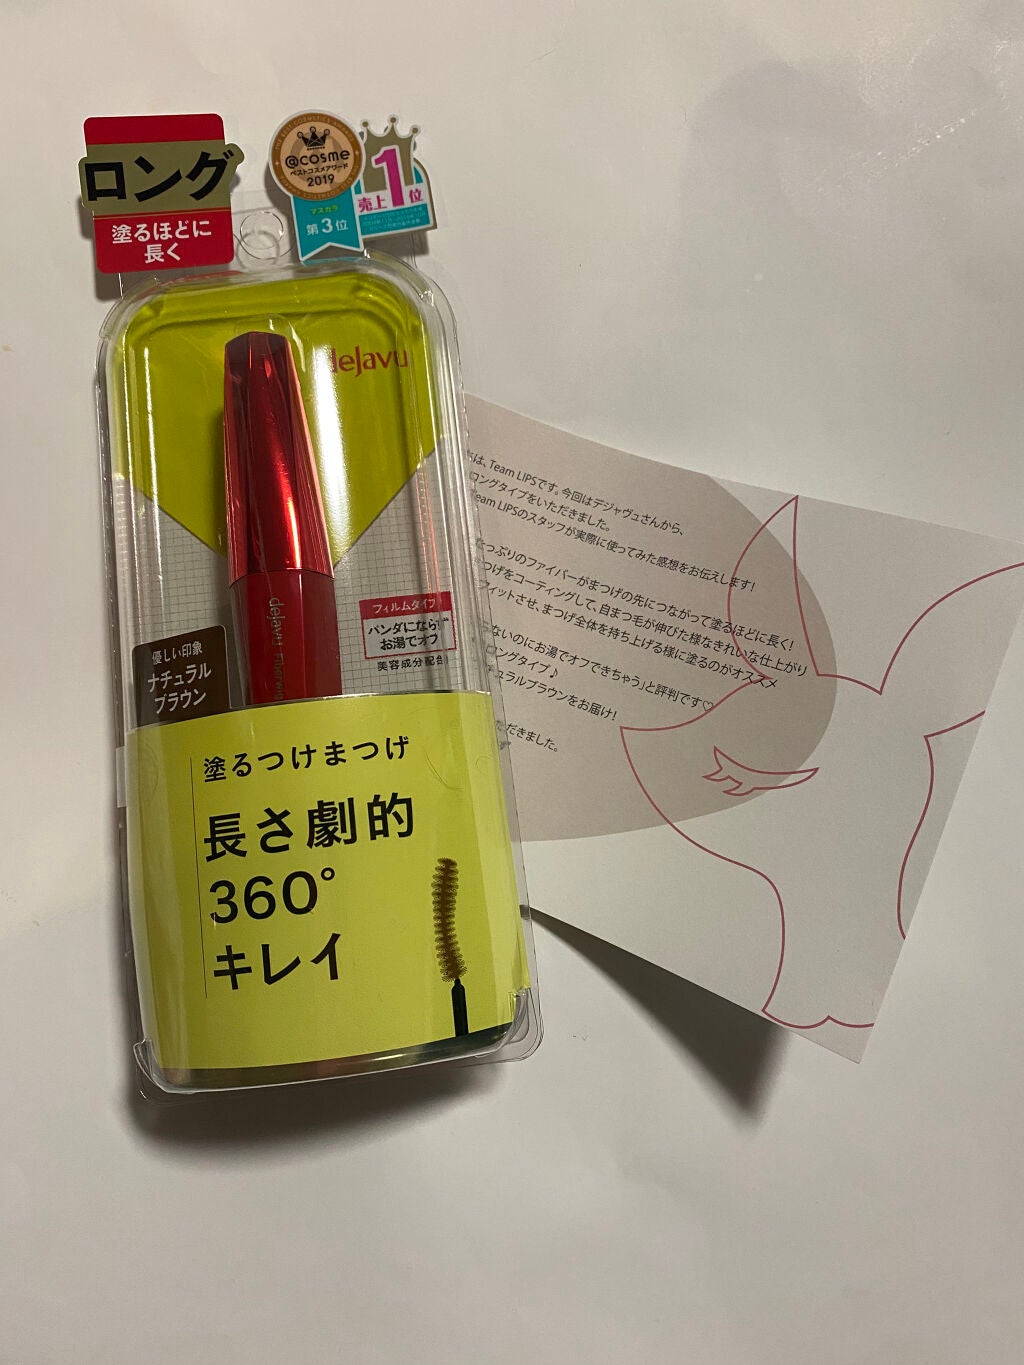 ロング
塗るほどに
長く
@cosme
ベストコスメアワード
2019
マスカラ
第3位
1
売上 位
dejavu
dejavu
フィルムタイプ
パンダにならず
お湯でオフ
美容成分配合
優しい印象
ナチュラル
ブラウン
塗るつけまつげ
長さ劇的
360°
キレイ
は、Team LIPSです。今回はデジャヴュさんから、
ロングタイプをいただきました。
Team LIPSのスタッフが実際に使ってみた感想をお伝えします!
たっぷりのファイバーがまつげの先につながって塗るほどに長く!
まつげをコーティングして、自まつ毛が伸びた様なきれいな仕上がり
フィットさせ、まつげ全体を持ち上げる様に塗るのがオススメ
ないのにお湯でオフできちゃう」と評判です♡
ロングタイプ♪
チュラルブラウンをお届け!
ただきました。